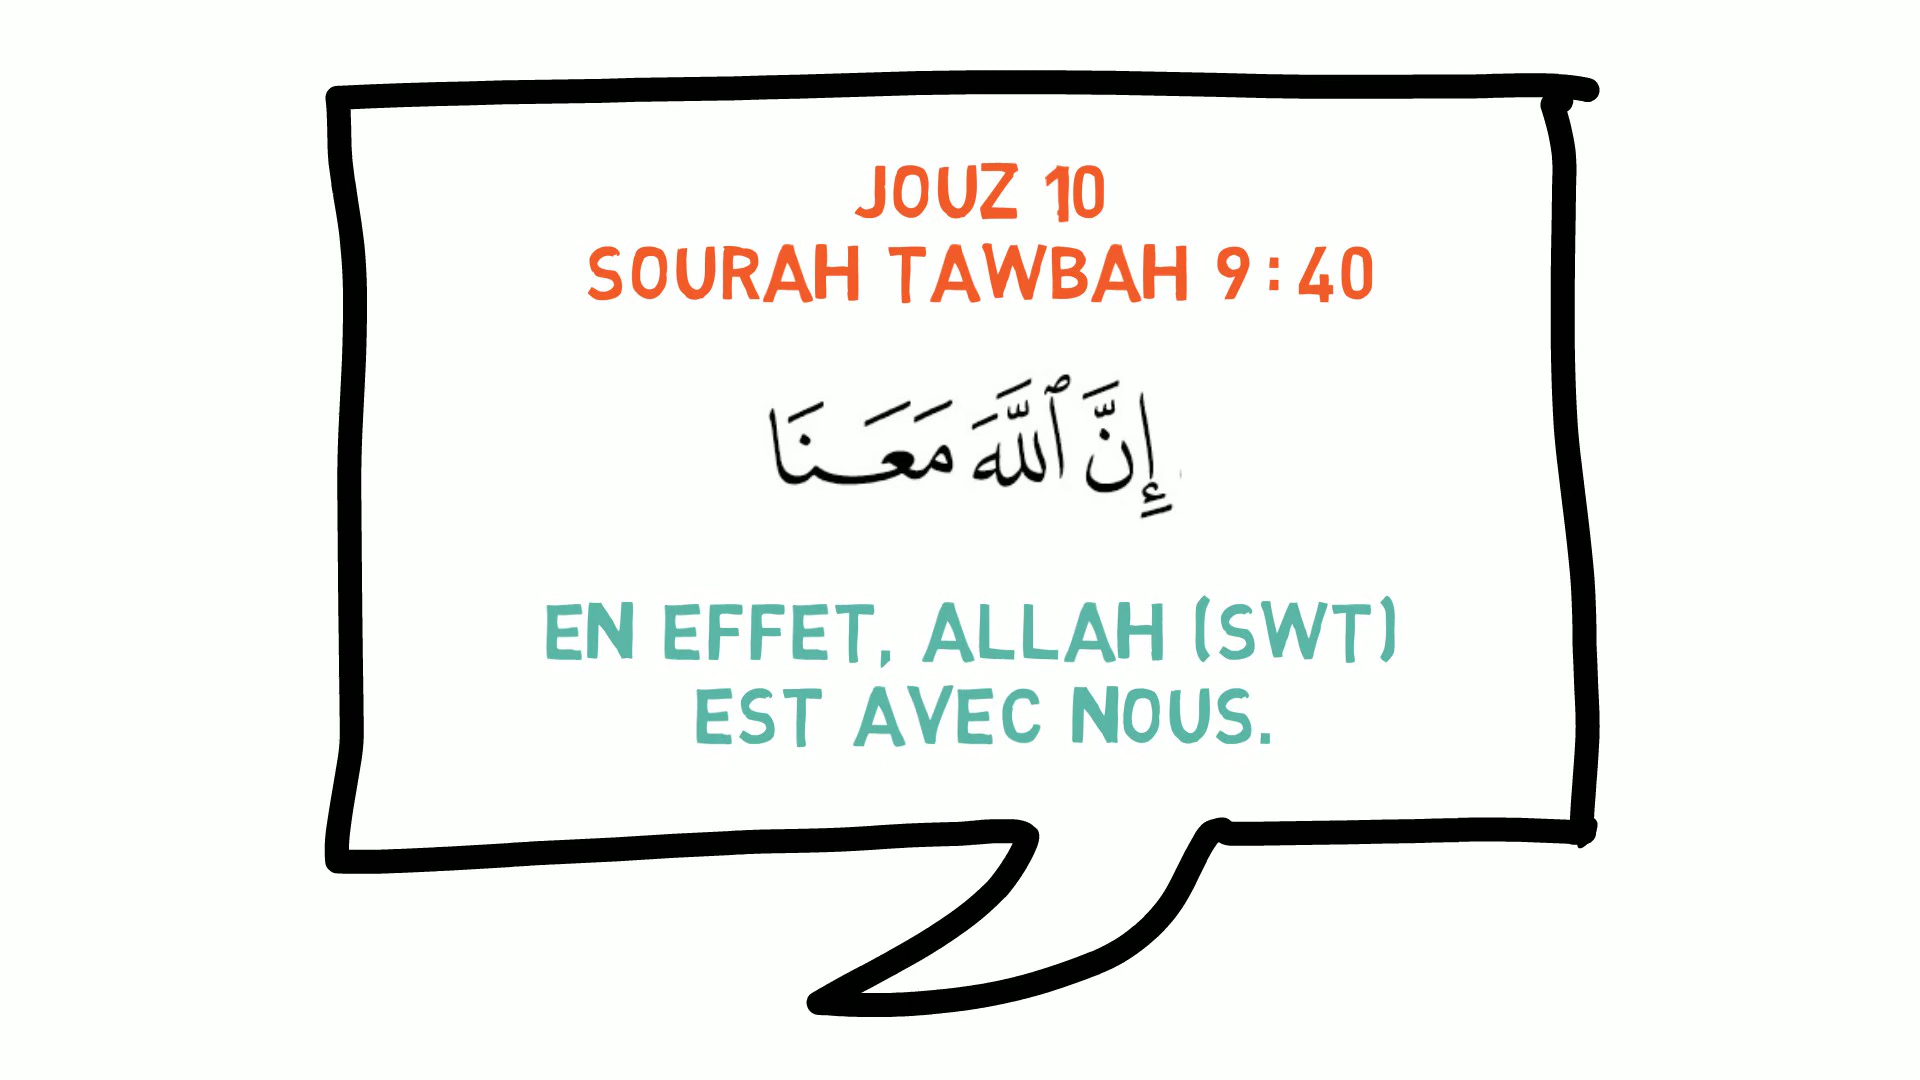 JOUZ 10
SOURAH TAWBAH 9:40
إِنَّ ٱللَّهَ مَعَنَا
EN EFFET, ALLAH (SWT)
EST AVEC NOUS.